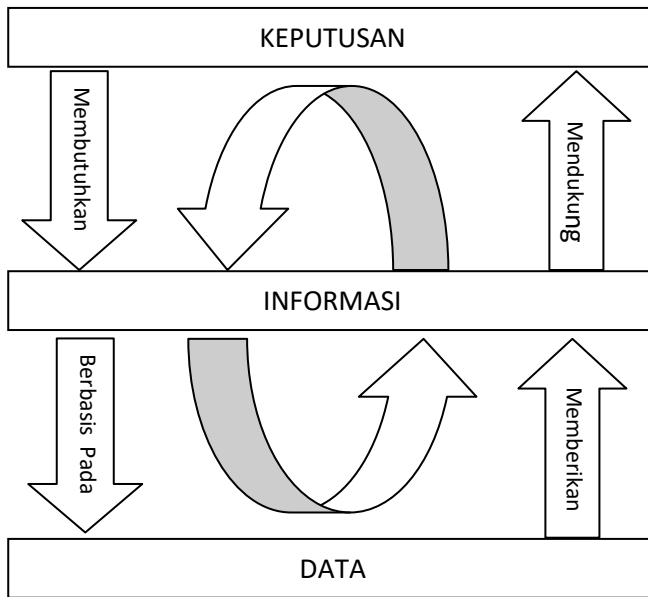 KEPUTUSAN
Membutuhkan
Mendukung
INFORMASI
Berbasis Pada
Memberikan
DATA